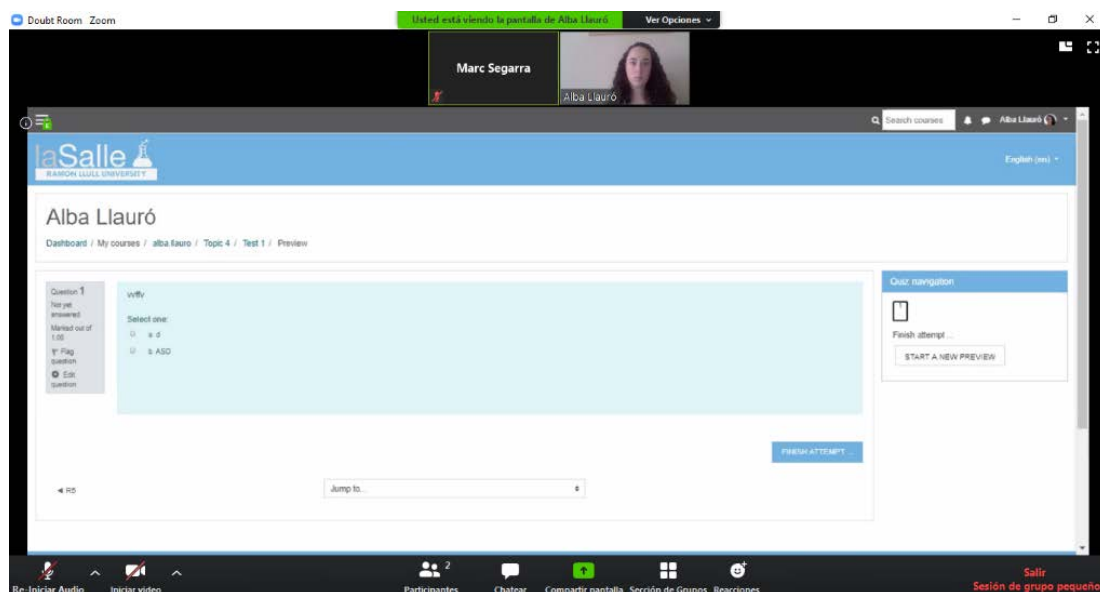 Doubt Room Zoom
Usted está viendo la pantalla de Alba Llauró
Ver Opciones
Marc Segarra
Alba Llauró
Search courses
Alba Llauró
laSalle
RAMON LLULL UNIVERSITY
English (en)
Alba Llauró
Dashboard / My courses / alba.llauro / Topic 4 / Test 1 / Preview
Question 1
Not yet
answered
Marked out of
1.00
Flag
question
Edit
question
Select one:
a. d
b. ASD
Quiz navigation
1
Finish attempt ...
START A NEW PREVIEW
FINISH ATTEMPT ...
◄ R5
Jump to...
Re-Iniciar Audio
Iniciar video
Participantes
2
Chatear
Compartir pantalla
Sección de Grupos
Reacciones
Salir
Sesión de grupo pequeño